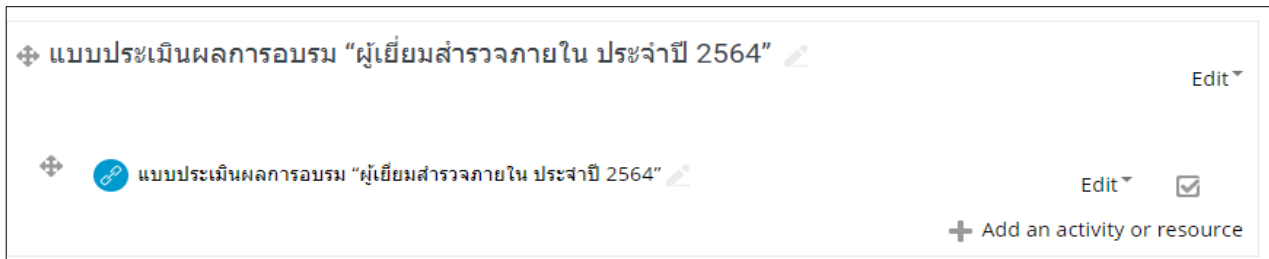 แบบประเมินผลการอบรม “ผู้เยี่ยมสำรวจภายใน ประจำปี 2564”
Edit
แบบประเมินผลการอบรม “ผู้เยี่ยมสำรวจภายใน ประจำปี 2564”
Edit
Add an activity or resource